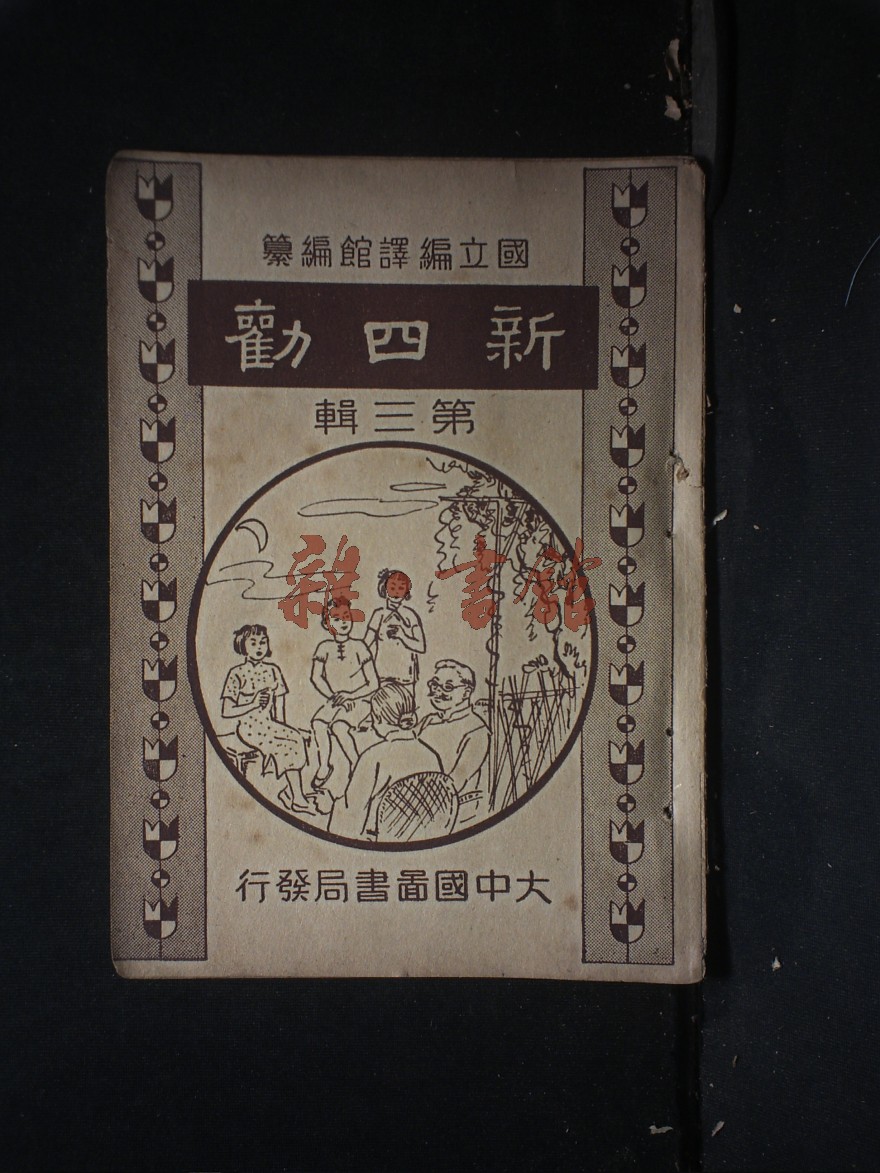 國立編譯館編纂
新四勸
第三輯
雜·書館
大中國圖書局發行